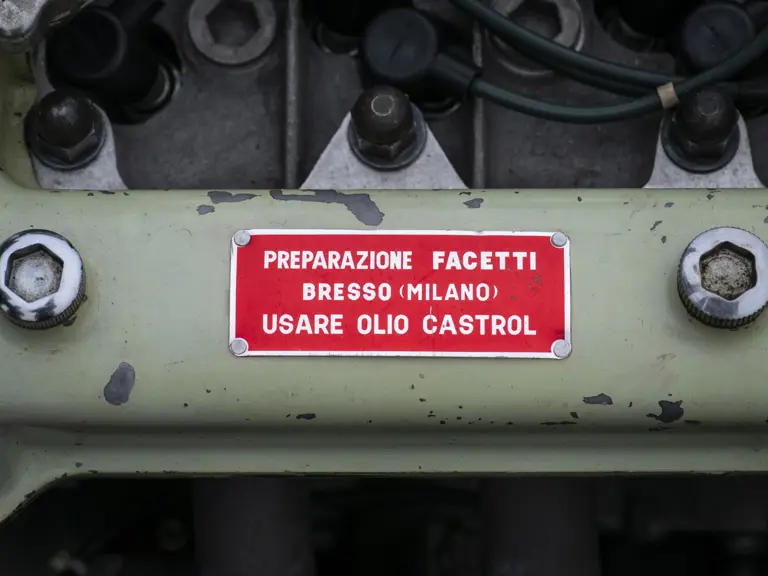 PREPARAZIONE FACETTI
BRESSO (MILANO)
USARE OLIO CASTROL